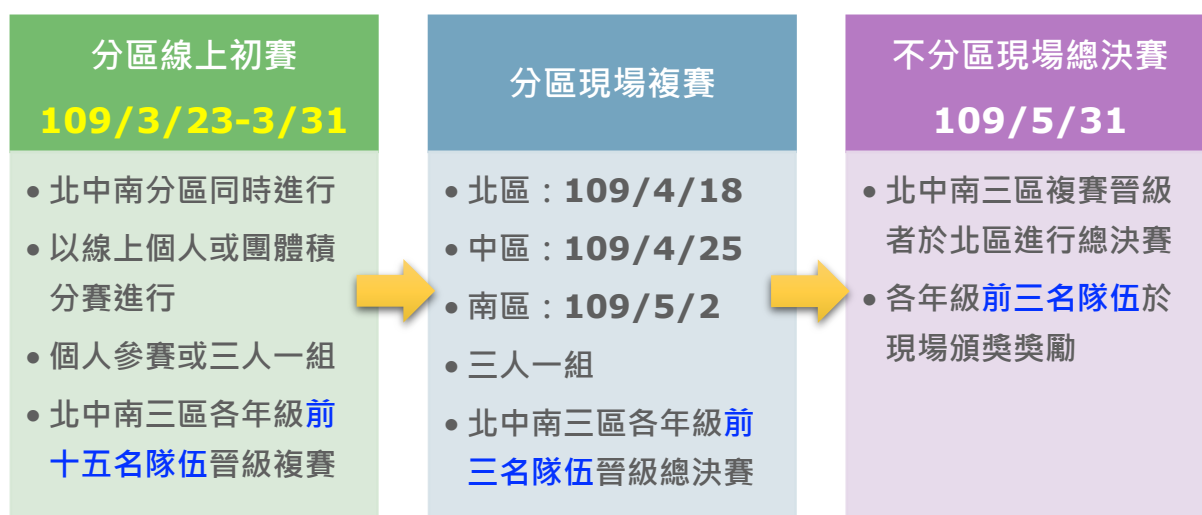 分區線上初賽
109/3/23-3/31
• 北中南分區同時進行
• 以線上個人或團體積
分賽進行
• 個人參賽或三人一組
• 北中南三區各年級前
十五名隊伍晉級複賽
分區現場複賽
• 北區：109/4/18
• 中區：109/4/25
• 南區：109/5/2
• 三人一組
• 北中南三區各年級前
三名隊伍晉級總決賽
不分區現場總決賽
109/5/31
• 北中南三區複賽晉級
者於北區進行總決賽
• 各年級前三名隊伍於
現場頒獎獎勵